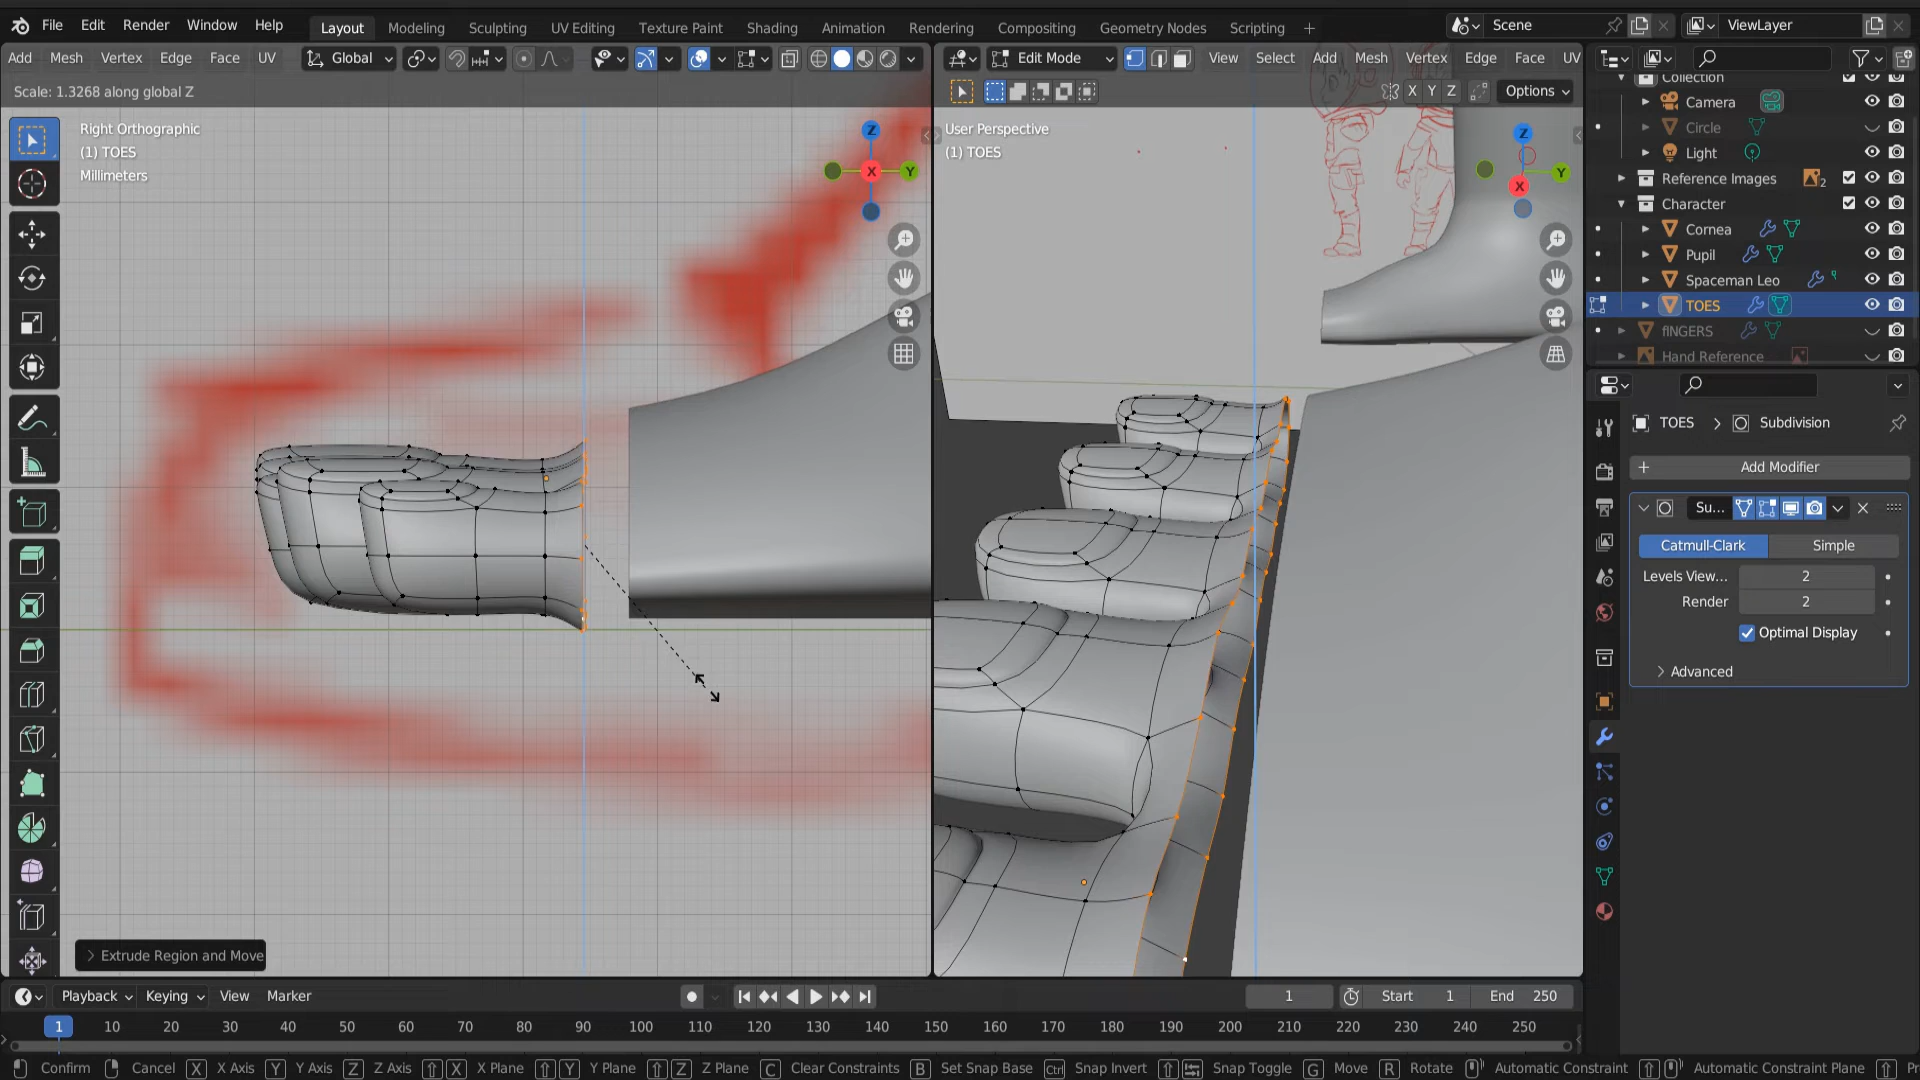 File Edit Render Window Help Layout Modeling Sculpting UV Editing Texture Paint Shading Animation Rendering Compositing Geometry Nodes Scripting + Scene ViewLayer
Add Mesh Vertex Edge Face UV Global
Edit Mode View Select Add Mesh Vertex Edge Face UV
Scale: 1.3268 along global Z
X Y Z Options
Right Orthographic
(1) TOES
Millimeters
Z
X
Y
User Perspective
(1) TOES
Z
X
Y
Collection
Camera
Circle
Light
Reference Images 2
Character
Cornea
Pupil
Spaceman Leo
TOES
fINGERS
Hand Reference
TOES > Subdivision
+ Add Modifier
Su...
Catmull-Clark Simple
Levels View... 2
Render 2
Optimal Display
> Advanced
> Extrude Region and Move
Playback Keying View Marker 1 Start 1 End 250
1 10 20 30 40 50 60 70 80 90 100 110 120 130 140 150 160 170 180 190 200 210 220 230 240 250
Confirm Cancel X X Axis Y Y Axis Z Z Axis X X Plane Y Y Plane Z Z Plane C Clear Constraints B Set Snap Base Ctrl Snap Invert Snap Toggle G Move R Rotate Automatic Constraint Automatic Constraint Plane